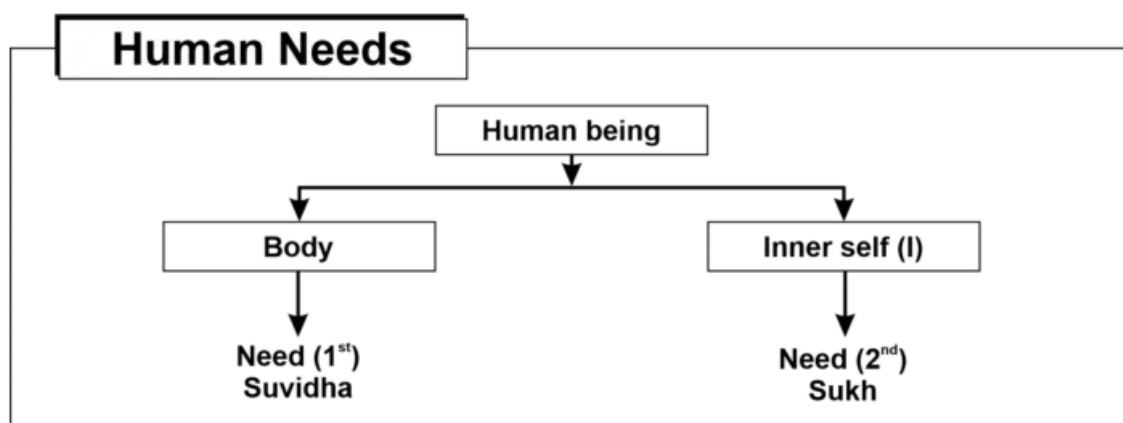 Human Needs
Human being
Body
Inner self (I)
Need (1st)
Suvidha
Need (2nd)
Sukh